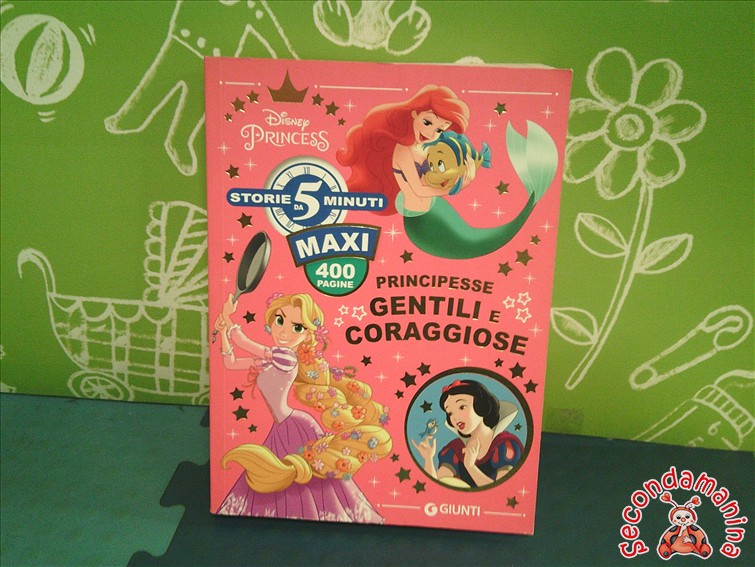 Disney
PRINCESS
STORIE DA 5 MINUTI
MAXI
400
PAGINE
PRINCIPESSE
GENTILI E
CORAGGIOSE
GIUNTI
secondamanina